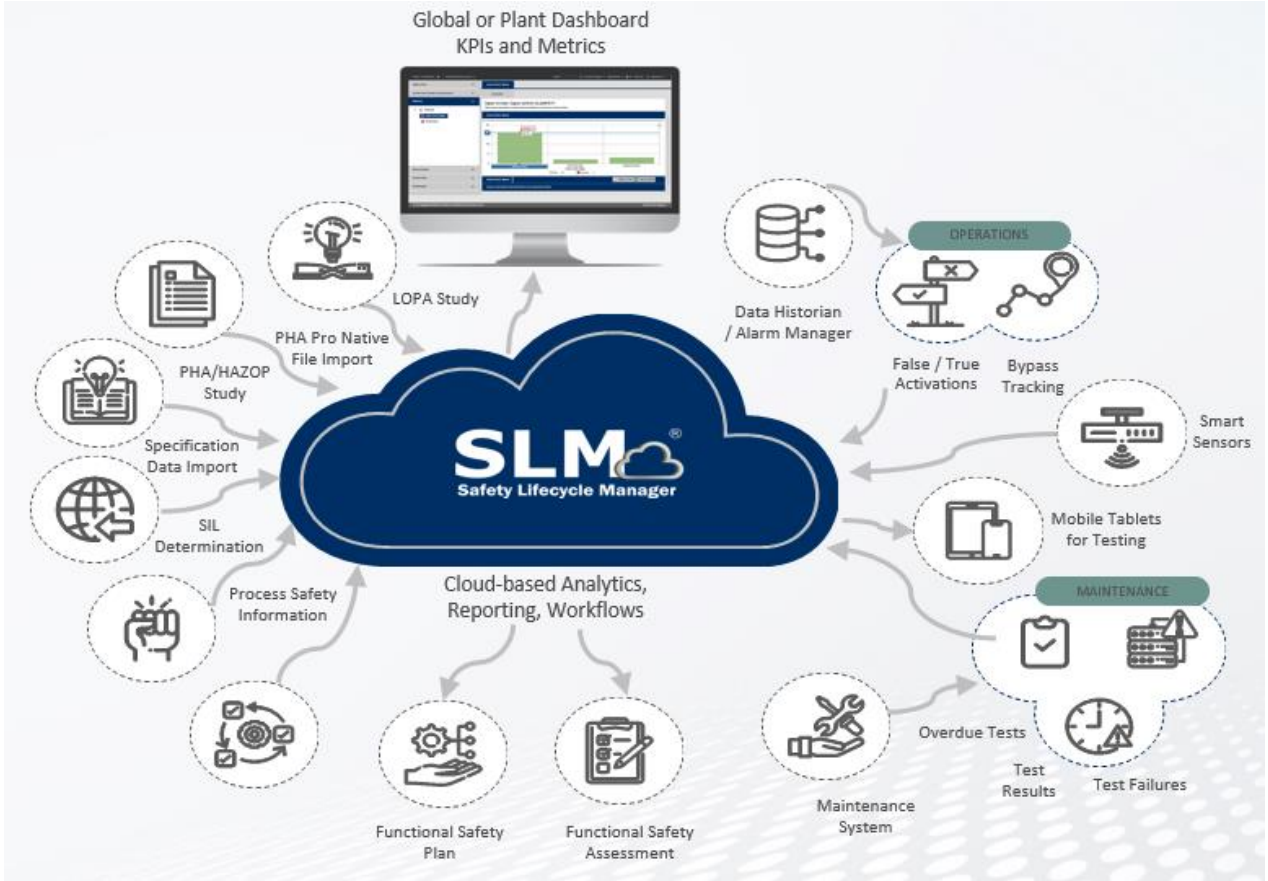 Global or Plant Dashboard
KPIs and Metrics
OPERATIONS
LOPA Study
Data Historian
/ Alarm Manager
PHA Pro Native
File Import
False / True
Activations
Bypass
Tracking
PHA/HAZOP
Study
Smart
Sensors
SLM®
Safety Lifecycle Manager
Specification
Data Import
SIL
Determination
Mobile Tablets
for Testing
Cloud-based Analytics,
Reporting, Workflows
Process Safety
Information
MAINTENANCE
Overdue Tests
Test
Results
Test Failures
Maintenance
System
Functional Safety
Plan
Functional Safety
Assessment